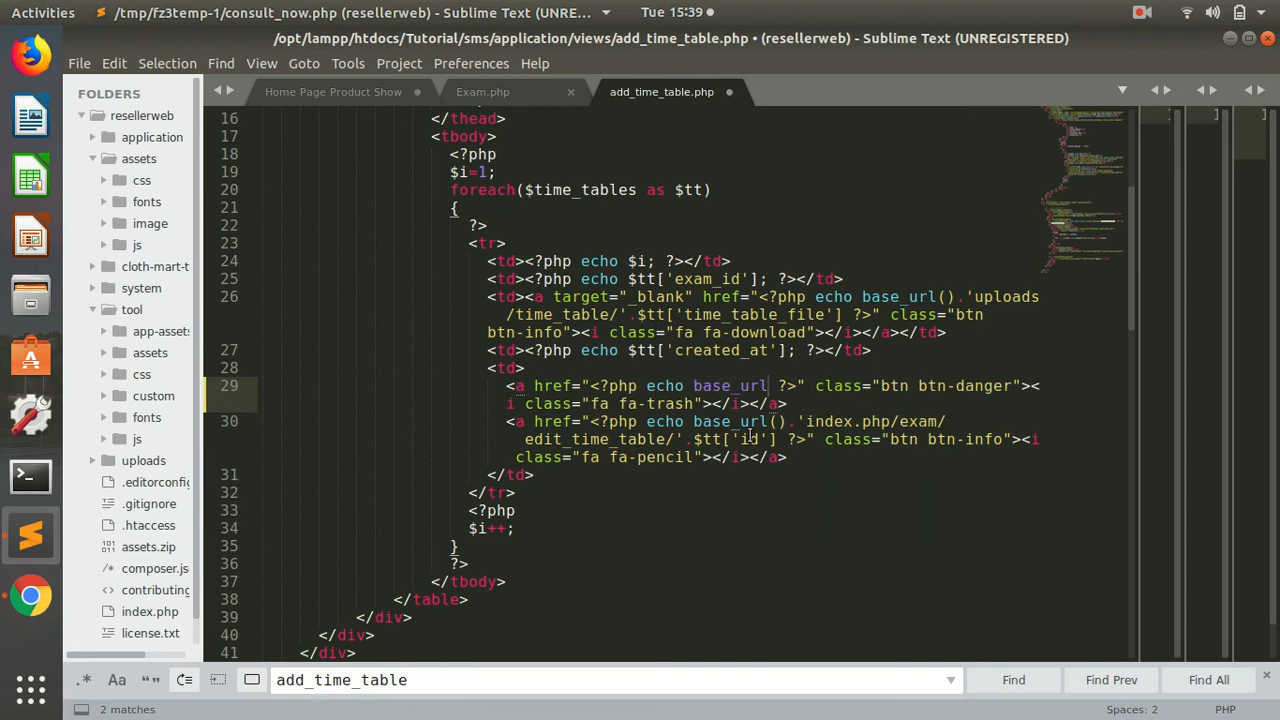 Activities
/tmp/fz3temp-1/consult_now.php (resellerweb) - Sublime Text (UNRE...
Tue 15:39
/opt/lampp/htdocs/Tutorial/sms/application/views/add_time_table.php • (resellerweb) - Sublime Text (UNREGISTERED)
File Edit Selection Find View Goto Tools Project Preferences Help
FOLDERS
resellerweb
application
assets
css
fonts
image
js
cloth-mart-t
system
tool
app-asset
assets
css
custom
fonts
js
uploads
.editorconfi
.gitignore
.htaccess
assets.zip
composer.js
contributing
index.php
license.txt
Home Page Product Show
Exam.php
add_time_table.php
16 </thead>
17 <tbody>
18 <?php
19 $i=1;
20 foreach($time_tables as $tt)
21 {
22 ?>
23 <tr>
24 <td><?php echo $i; ?></td>
25 <td><?php echo $tt['exam_id']; ?></td>
26 <td><a target="_blank" href="<?php echo base_url().'uploads
/time_table/'.$tt['time_table_file'] ?>" class="btn
btn-info"><i class="fa fa-download"></i></a></td>
27 <td><?php echo $tt['created_at']; ?></td>
28 <td>
29 <a href="<?php echo base_url ?>" class="btn btn-danger"><
i class="fa fa-trash"></i></a>
30 <a href="<?php echo base_url().'index.php/exam/
edit_time_table/'.$tt['id'] ?>" class="btn btn-info"><i
class="fa fa-pencil"></i></a>
31 </td>
32 </tr>
33 <?php
34 $i++;
35 }
36 ?>
37 </tbody>
38 </table>
39 </div>
40 </div>
41 </div>
.* Aa “”
add_time_table
Find Find Prev Find All
2 matches
Spaces: 2
PHP